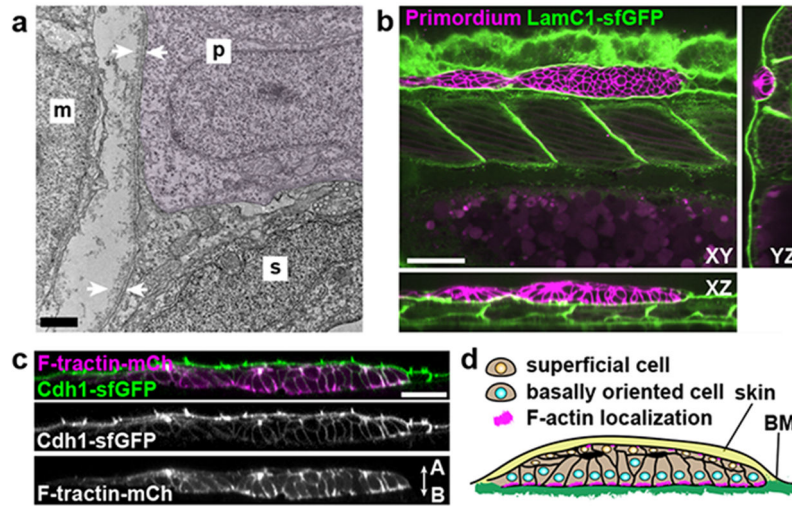 a
p
m
s
b
Primordium LamC1-sfGFP
XY
YZ
XZ
c
F-tractin-mCh
Cdh1-sfGFP
Cdh1-sfGFP
F-tractin-mCh
A
B
d
superficial cell
basally oriented cell
F-actin localization
skin
BM